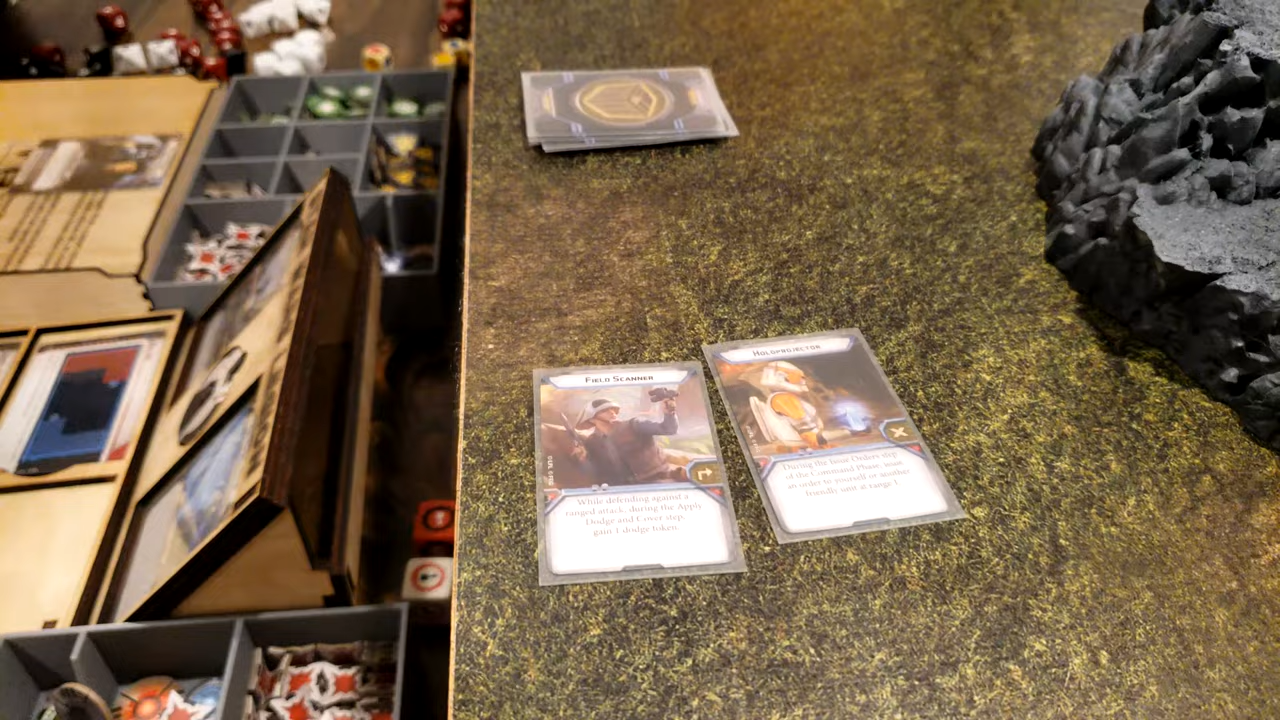 FIELD SCANNER
While defending against a
ranged attack, during the Apply
Dodge and Cover step,
gain 1 dodge token.
HOLOPROJECTOR
During the Issue Orders step
of the Command Phase, issue
an order to yourself or another
friendly unit at range 1.